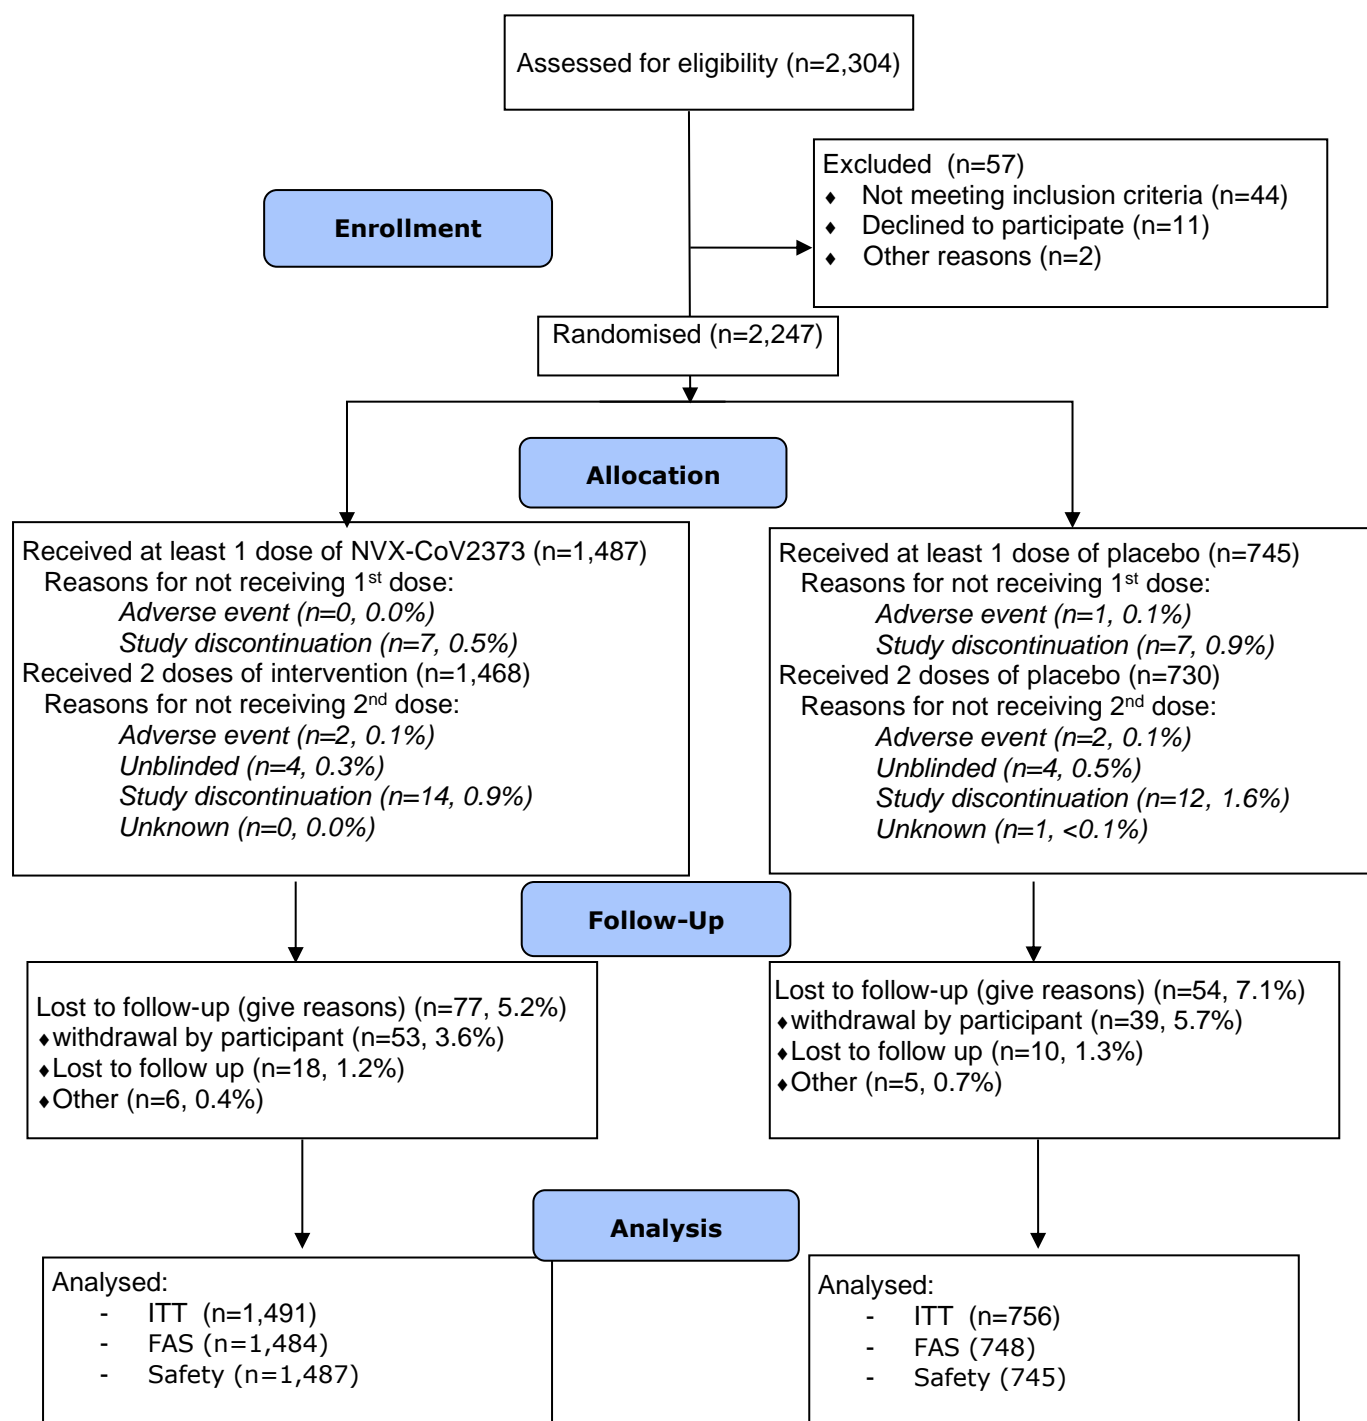 Assessed for eligibility (n=2,304)
Excluded  (n=57)
♦ Not meeting inclusion criteria (n=44)
♦ Declined to participate (n=11)
♦ Other reasons (n=2)
Enrollment
Randomised (n=2,247)
Allocation
Received at least 1 dose of NVX-CoV2373 (n=1,487)
Reasons for not receiving 1st dose:
Adverse event (n=0, 0.0%)
Study discontinuation (n=7, 0.5%)
Received 2 doses of intervention (n=1,468)
Reasons for not receiving 2nd dose:
Adverse event (n=2, 0.1%)
Unblinded (n=4, 0.3%)
Study discontinuation (n=14, 0.9%)
Unknown (n=0, 0.0%)
Received at least 1 dose of placebo (n=745)
Reasons for not receiving 1st dose:
Adverse event (n=1, 0.1%)
Study discontinuation (n=7, 0.9%)
Received 2 doses of placebo (n=730)
Reasons for not receiving 2nd dose:
Adverse event (n=2, 0.1%)
Unblinded (n=4, 0.5%)
Study discontinuation (n=12, 1.6%)
Unknown (n=1, <0.1%)
Follow-Up
Lost to follow-up (give reasons) (n=77, 5.2%)
♦withdrawal by participant (n=53, 3.6%)
♦Lost to follow up (n=18, 1.2%)
♦Other (n=6, 0.4%)
Lost to follow-up (give reasons) (n=54, 7.1%)
♦withdrawal by participant (n=39, 5.7%)
♦Lost to follow up (n=10, 1.3%)
♦Other (n=5, 0.7%)
Analysis
Analysed:
- ITT  (n=1,491)
- FAS (n=1,484)
- Safety (n=1,487)
Analysed:
- ITT  (n=756)
- FAS (748)
- Safety (745)